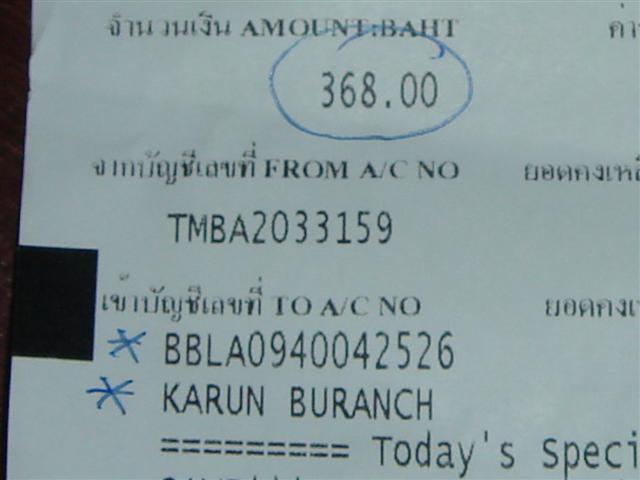 จำนวนเงิน AMOUNT:BAHT
368.00
จากบัญชีเลขที่ FROM A/C NO
TMBA2033159
เข้าบัญชีเลขที่ TO A/C NO
* BBLA0940042526
* KARUN BURANCH
========= Today's Speci